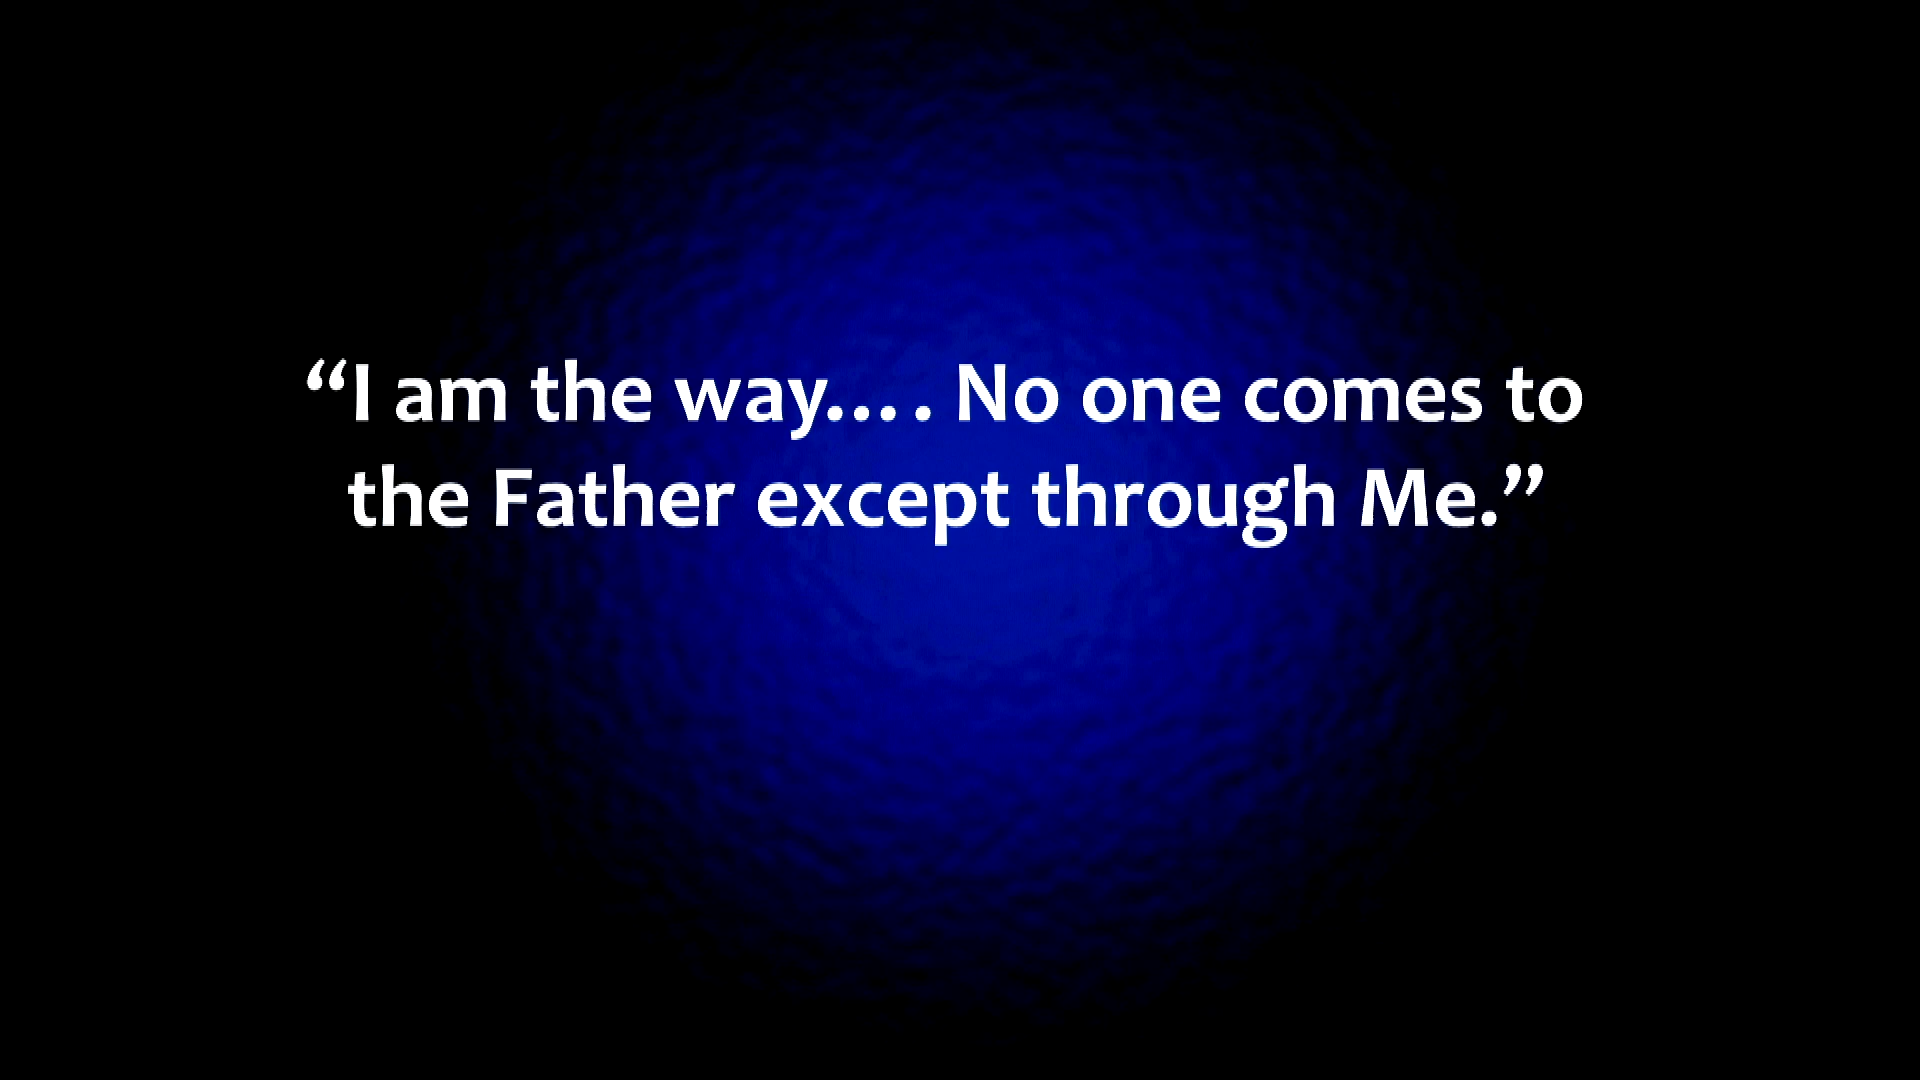 “I am the way.… No one comes to
the Father except through Me.”